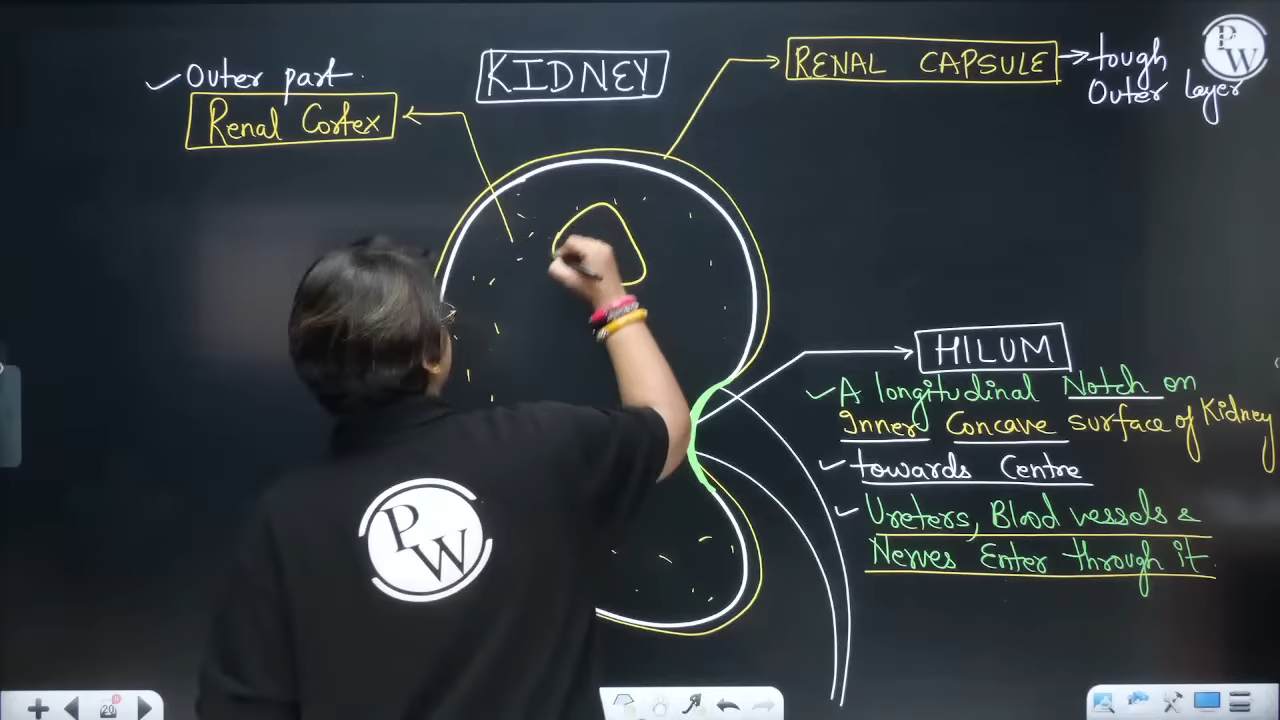 KIDNEY
Outer part.
Renal Cortex
RENAL CAPSULE
tough
Outer layer
PW
HILUM
A longitudinal Notch on
Inner Concave surface of Kidney
towards Centre
Ureters, Blood vessels &
Nerves Enter through it.
PW
20